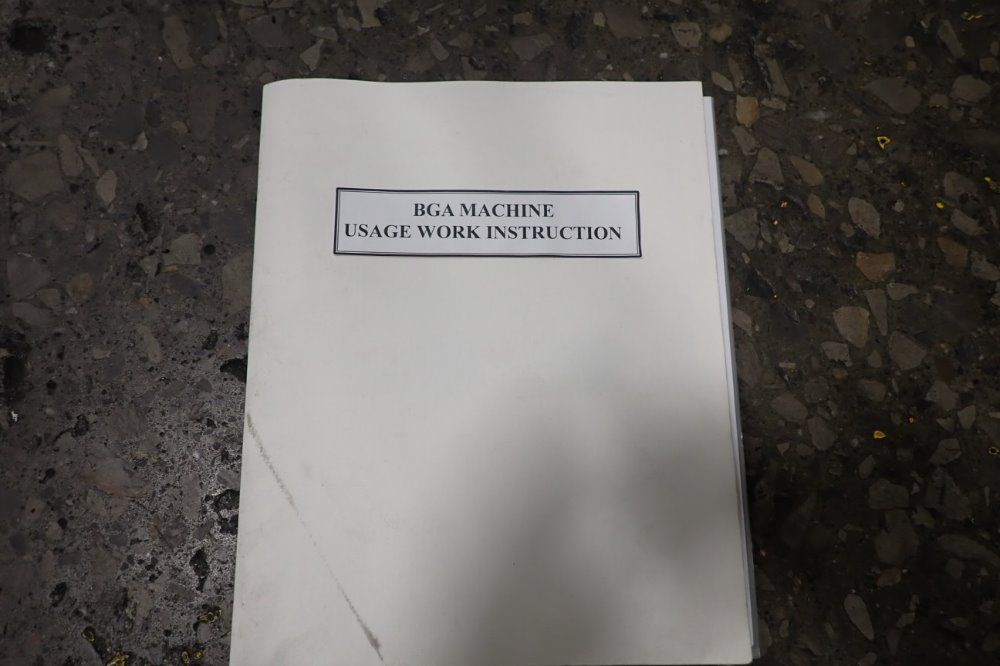 BGA MACHINE
USAGE WORK INSTRUCTION